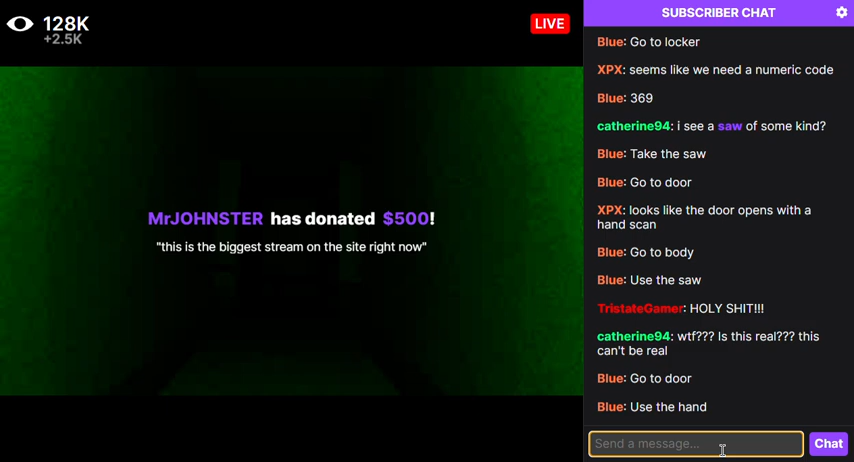 128K
+2.5K
LIVE
MrJOHNSTER has donated $500!
"this is the biggest stream on the site right now"
SUBSCRIBER CHAT
Blue: Go to locker
XPX: seems like we need a numeric code
Blue: 369
catherine94: i see a saw of some kind?
Blue: Take the saw
Blue: Go to door
XPX: looks like the door opens with a
hand scan
Blue: Go to body
Blue: Use the saw
TristateGamer: HOLY SHIT!!!
catherine94: wtf??? Is this real??? this
can't be real
Blue: Go to door
Blue: Use the hand
Send a message...
Chat